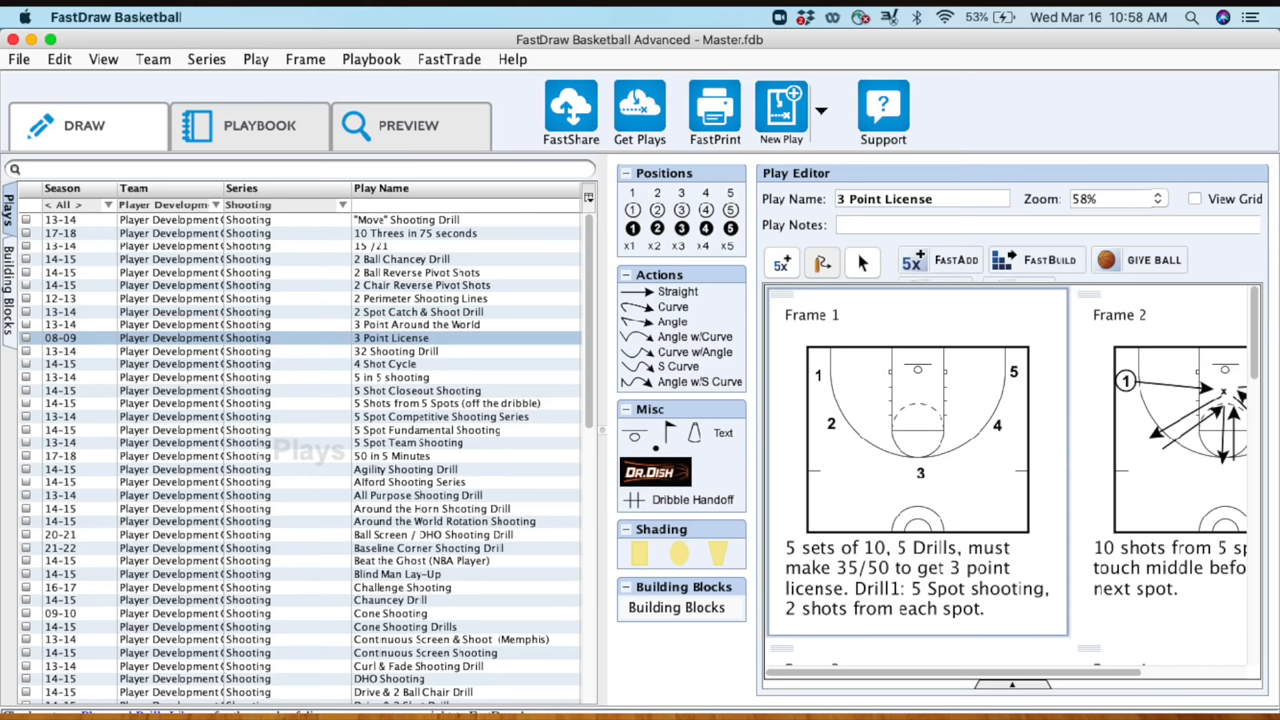 FastDraw Basketball 53% Wed Mar 16 10:58 AM
FastDraw Basketball Advanced - Master.fdb
File Edit View Team Series Play Frame Playbook FastTrade Help
DRAW PLAYBOOK PREVIEW
FastShare Get Plays FastPrint New Play Support
Plays
Building Blocks
Season Team Series Play Name
< All > Player Developm Shooting
13-14 Player Development Shooting "Move" Shooting Drill
17-18 Player Development Shooting 10 Threes in 75 seconds
13-14 Player Development Shooting 15 /21
14-15 Player Development Shooting 2 Ball Chancey Drill
14-15 Player Development Shooting 2 Ball Reverse Pivot Shots
14-15 Player Development Shooting 2 Chair Reverse Pivot Shots
12-13 Player Development Shooting 2 Perimeter Shooting Lines
13-14 Player Development Shooting 2 Spot Catch & Shoot Drill
13-14 Player Development Shooting 3 Point Around the World
08-09 Player Development Shooting 3 Point License
13-14 Player Development Shooting 32 Shooting Drill
14-15 Player Development Shooting 4 Shot Cycle
13-14 Player Development Shooting 5 in 5 shooting
14-15 Player Development Shooting 5 Shot Closeout Shooting
14-15 Player Development Shooting 5 Shots from 5 Spots (off the dribble)
13-14 Player Development Shooting 5 Spot Competitive Shooting Series
14-15 Player Development Shooting 5 Spot Fundamental Shooting
13-14 Player Development Shooting 5 Spot Team Shooting
Plays
17-18 Player Development Shooting 50 in 5 Minutes
14-15 Player Development Shooting Agility Shooting Drill
14-15 Player Development Shooting Alford Shooting Series
13-14 Player Development Shooting All Purpose Shooting Drill
14-15 Player Development Shooting Around the Horn Shooting Drill
14-15 Player Development Shooting Around the World Rotation Shooting
20-21 Player Development Shooting Ball Screen / DHO Shooting Drill
21-22 Player Development Shooting Baseline Corner Shooting Drill
14-15 Player Development Shooting Beat the Ghost (NBA Player)
14-15 Player Development Shooting Blind Man Lay-Up
16-17 Player Development Shooting Challenge Shooting
14-15 Player Development Shooting Chauncey Drill
09-10 Player Development Shooting Cone Shooting
14-15 Player Development Shooting Cone Shooting Drills
13-14 Player Development Shooting Continuous Screen & Shoot (Memphis)
14-15 Player Development Shooting Continuous Screen Shooting
13-14 Player Development Shooting Curl & Fade Shooting Drill
14-15 Player Development Shooting DHO Shooting
14-15 Player Development Shooting Drive & 2 Ball Chair Drill
Positions
1 2 3 4 5
1 2 3 4 5
1 2 3 4 5
x1 x2 x3 x4 x5
Actions
Straight
Curve
Angle
Angle w/Curve
Curve w/Angle
S Curve
Angle w/S Curve
Misc
Text
DR.DISH
Dribble Handoff
Shading
Building Blocks
Building Blocks
Play Editor
Play Name: 3 Point License Zoom: 58% View Grid
Play Notes:
5x+ 5x+ FASTADD FASTBUILD GIVE BALL
Frame 1
1 5
2 4
3
5 sets of 10, 5 Drills, must
make 35/50 to get 3 point
license. Drill1: 5 Spot shooting,
2 shots from each spot.
Frame 2
1 x
10 shots from 5 sp
touch middle befo
next spot.